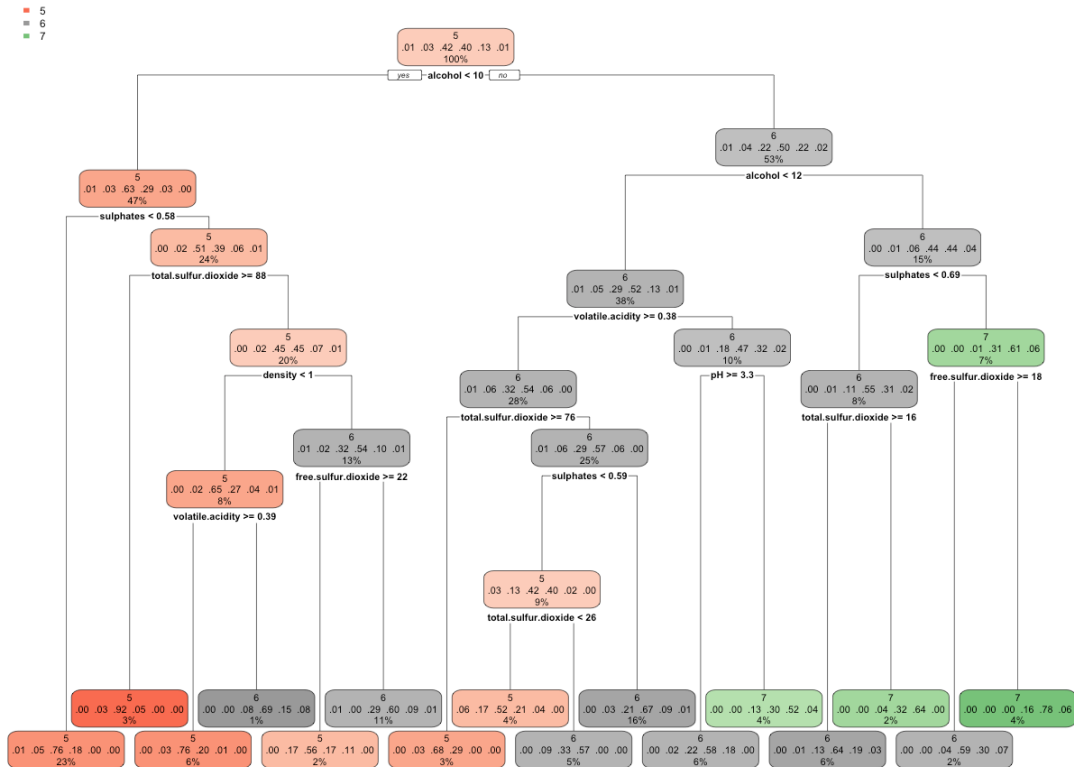 5
6
7
5
.01 .03 .42 .40 .13 .01
100%
yes alcohol < 10 no
6
.01 .04 .22 .50 .22 .02
53%
alcohol < 12
5
.01 .03 .63 .29 .03 .00
47%
sulphates < 0.58
5
.00 .02 .51 .39 .06 .01
24%
total.sulfur.dioxide >= 88
6
.00 .01 .06 .44 .44 .04
15%
sulphates < 0.69
6
.01 .05 .29 .52 .13 .01
38%
volatile.acidity >= 0.38
5
.00 .02 .45 .45 .07 .01
20%
density < 1
6
.00 .01 .18 .47 .32 .02
10%
pH >= 3.3
7
.00 .00 .01 .31 .61 .06
7%
free.sulfur.dioxide >= 18
6
.01 .06 .32 .54 .06 .00
28%
total.sulfur.dioxide >= 76
6
.00 .01 .11 .55 .31 .02
8%
total.sulfur.dioxide >= 16
6
.01 .02 .32 .54 .10 .01
13%
free.sulfur.dioxide >= 22
6
.01 .06 .29 .57 .06 .00
25%
sulphates < 0.59
5
.00 .02 .65 .27 .04 .01
8%
volatile.acidity >= 0.39
5
.03 .13 .42 .40 .02 .00
9%
total.sulfur.dioxide < 26
5
.00 .03 .92 .05 .00 .00
3%
6
.00 .00 .08 .69 .15 .08
1%
6
.01 .00 .29 .60 .09 .01
11%
5
.06 .17 .52 .21 .04 .00
4%
6
.00 .03 .21 .67 .09 .01
16%
7
.00 .00 .13 .30 .52 .04
4%
7
.00 .00 .04 .32 .64 .00
2%
7
.00 .00 .00 .16 .78 .06
4%
5
.01 .05 .76 .18 .00 .00
23%
5
.00 .03 .76 .20 .01 .00
6%
5
.00 .17 .56 .17 .11 .00
2%
5
.00 .03 .68 .29 .00 .00
3%
6
.00 .09 .33 .57 .00 .00
5%
6
.00 .02 .22 .58 .18 .00
6%
6
.00 .01 .13 .64 .19 .03
6%
6
.00 .00 .04 .59 .30 .07
2%